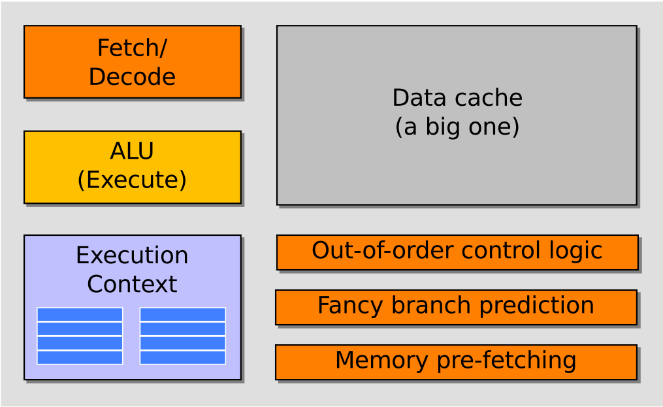 Fetch/
Decode
ALU
(Execute)
Execution
Context
Data cache
(a big one)
Out-of-order control logic
Fancy branch prediction
Memory pre-fetching